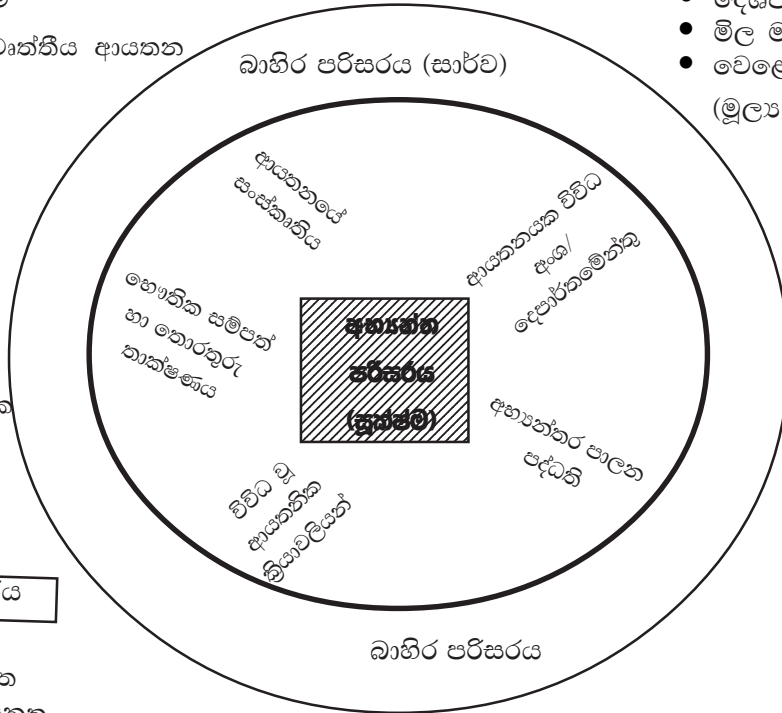 වෘත්තීය ආයතන
බාහිර පරිසරය (සාර්ව)
මිල
(මූල්‍ය
ආයතනයේ
සංස්කෘතිය
ආයතනයක විවිධ
අංශ/
දෙපාර්තමේන්තු
භෞතික සම්පත්
හා තොරතුරු
තාක්ෂණය
අභ්‍යන්ත
පරිසරය
(සූක්ෂ්ම)
අභ්‍යන්තර පාලන
පද්ධති
විවිධ වූ
ආයතනික
ක්‍රියාවලියන්
බාහිර පරිසරය